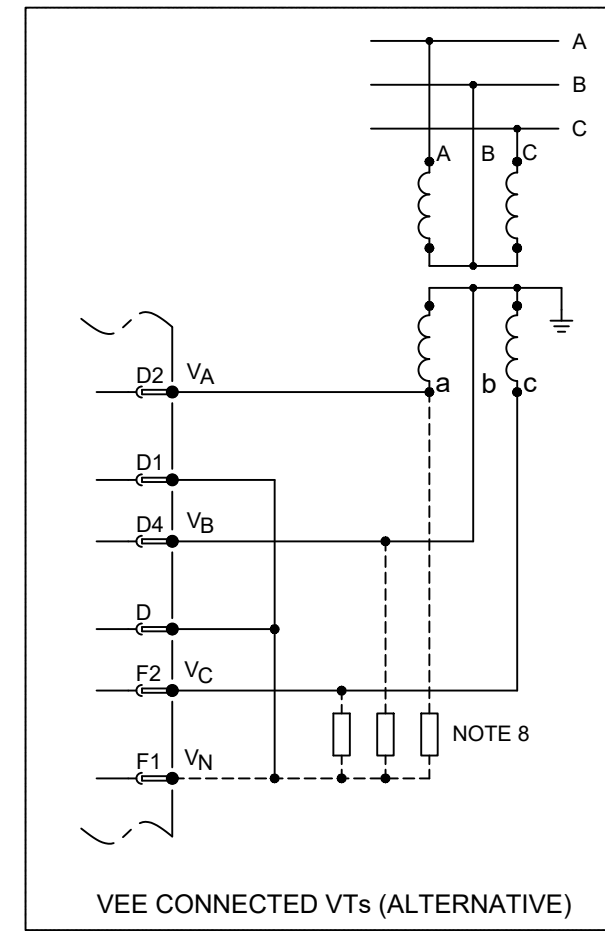 A
B
C
A B C
a b c
D2 VA
D1
D4 VB
D
F2 VC
NOTE 8
F1 VN
VEE CONNECTED VTs (ALTERNATIVE)